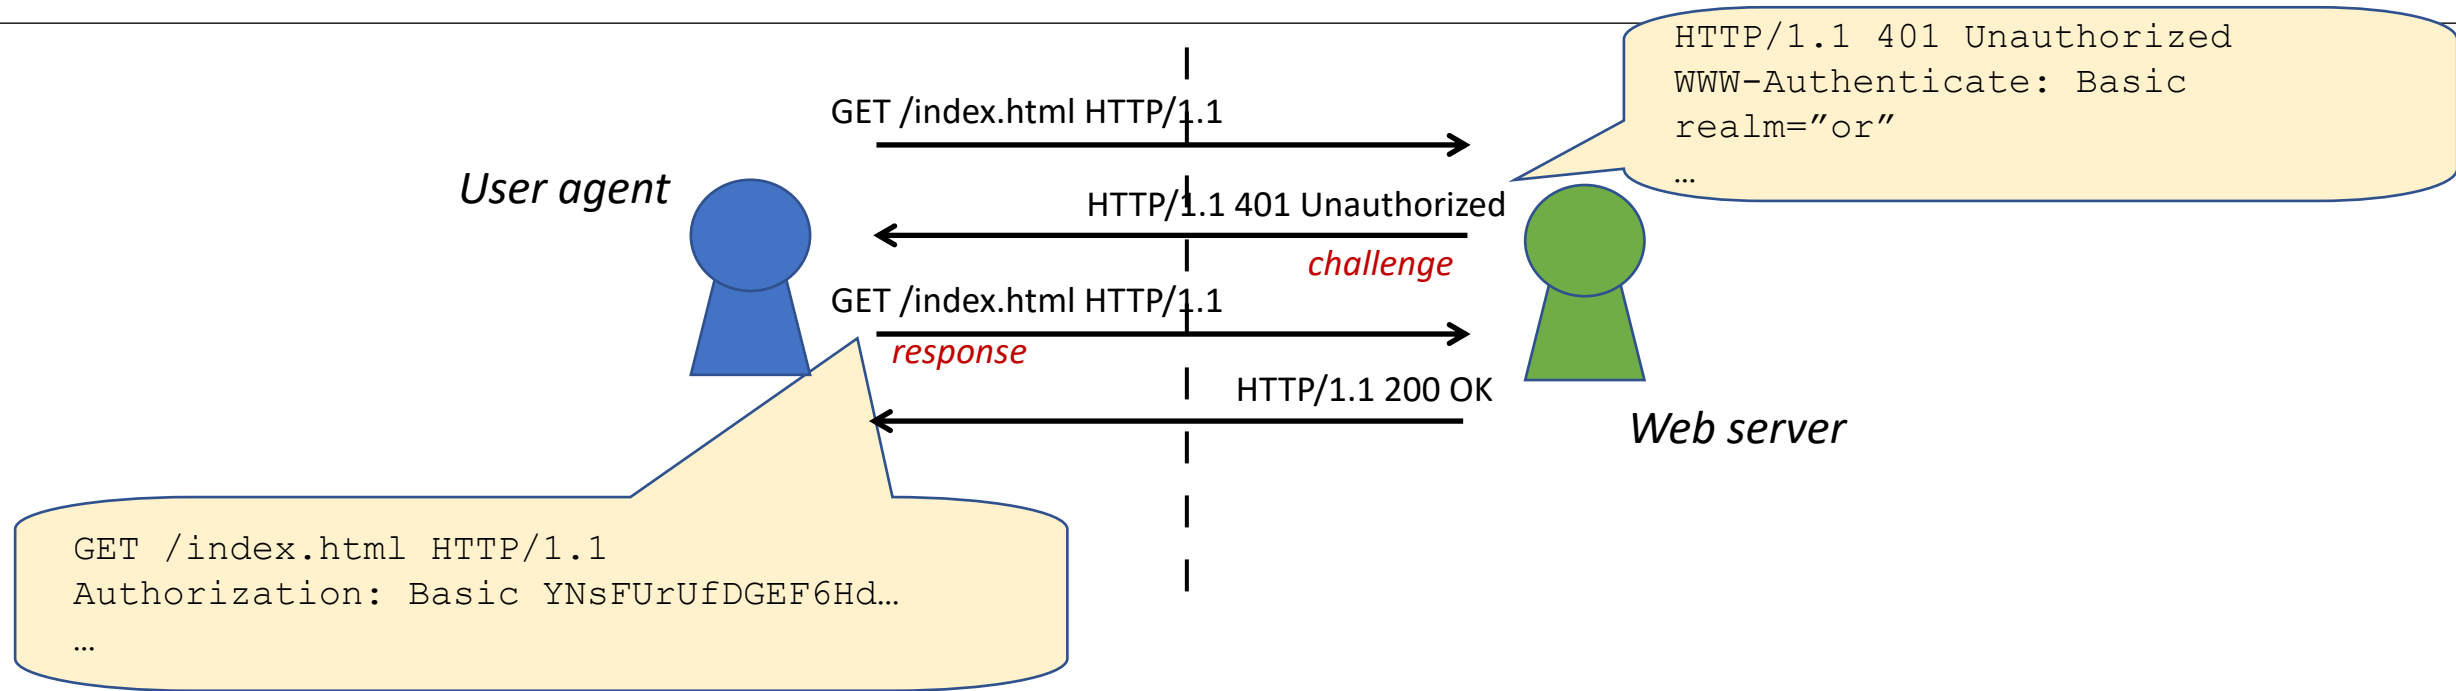 HTTP/1.1 401 Unauthorized
WWW-Authenticate: Basic
realm=”or”
…
GET /index.html HTTP/1.1
User agent
HTTP/1.1 401 Unauthorized
challenge
GET /index.html HTTP/1.1
response
HTTP/1.1 200 OK
Web server
GET /index.html HTTP/1.1
Authorization: Basic YNsFUrUfDGEF6Hd…
…